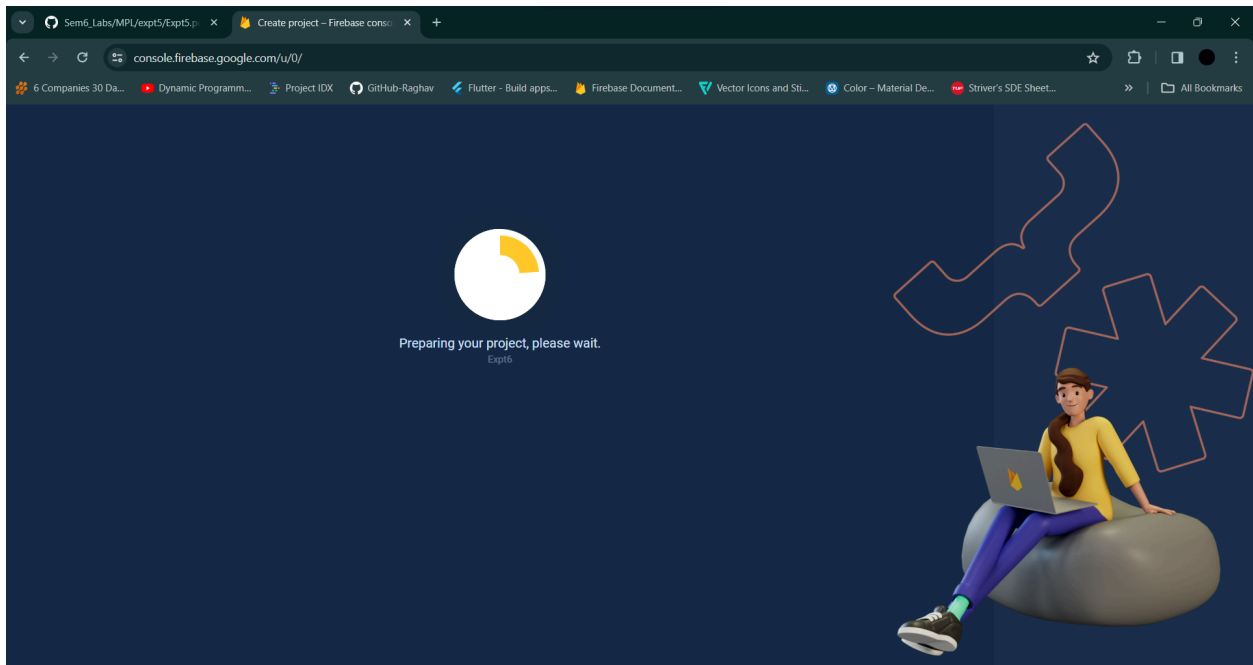 Sem6_Labs/MPL/expt5/Expt5.p
Create project – Firebase conso
console.firebase.google.com/u/0/
6 Companies 30 Da...
Dynamic Programm...
Project IDX
GitHub-Raghav
Flutter - Build apps...
Firebase Document...
Vector Icons and Sti...
Color – Material De...
Striver's SDE Sheet...
All Bookmarks
Preparing your project, please wait.
Expt6